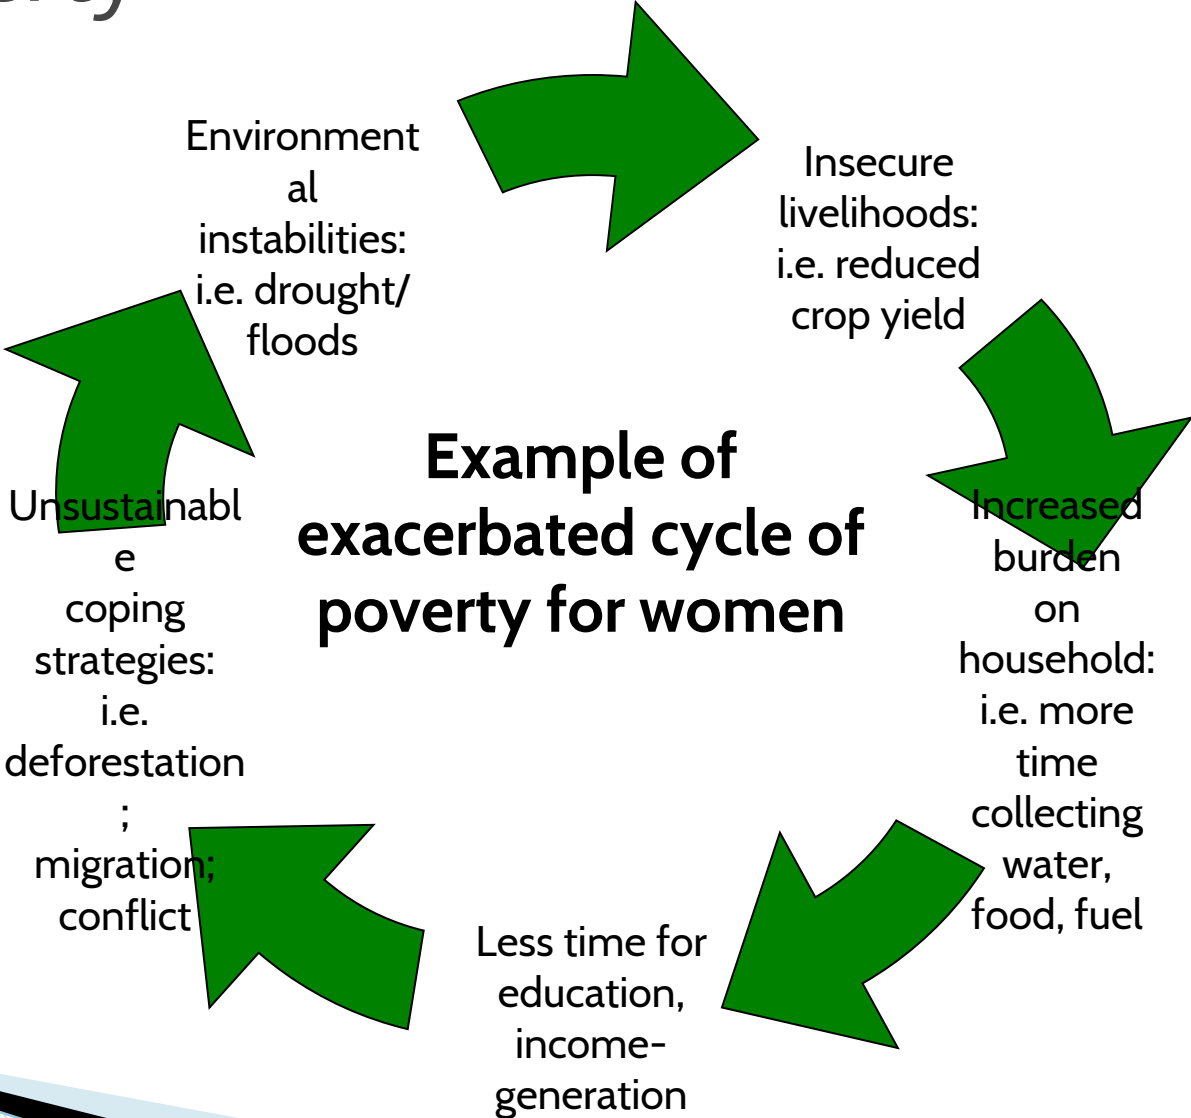 Environment
al
instabilities:
i.e. drought/
floods
Insecure
livelihoods:
i.e. reduced
crop yield
Increased
burden
on
household:
i.e. more
time
collecting
water,
food, fuel
Less time for
education,
income-
generation
Unsustainabl
e
coping
strategies:
i.e.
deforestation
;
migration;
conflict
Example of
exacerbated cycle of
poverty for women